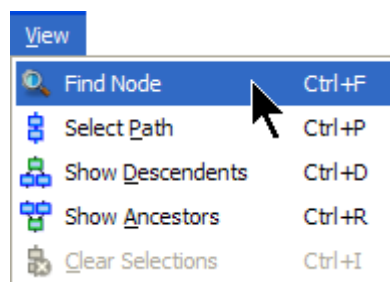 View
Find Node Ctrl+F
Select Path Ctrl+P
Show Descendents Ctrl+D
Show Ancestors Ctrl+R
Clear Selections Ctrl+I